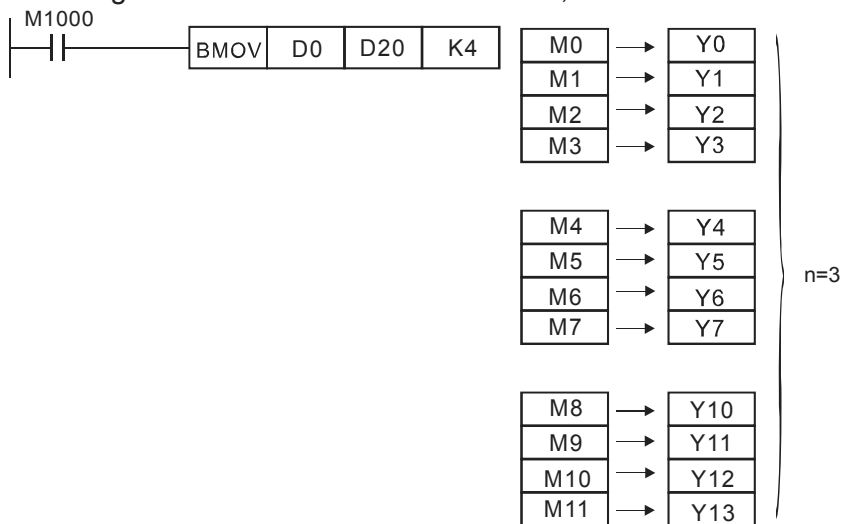 M1000
BMOV D0 D20 K4
M0 → Y0
M1 → Y1
M2 → Y2
M3 → Y3
M4 → Y4
M5 → Y5
M6 → Y6
M7 → Y7
n=3
M8 → Y10
M9 → Y11
M10 → Y12
M11 → Y13